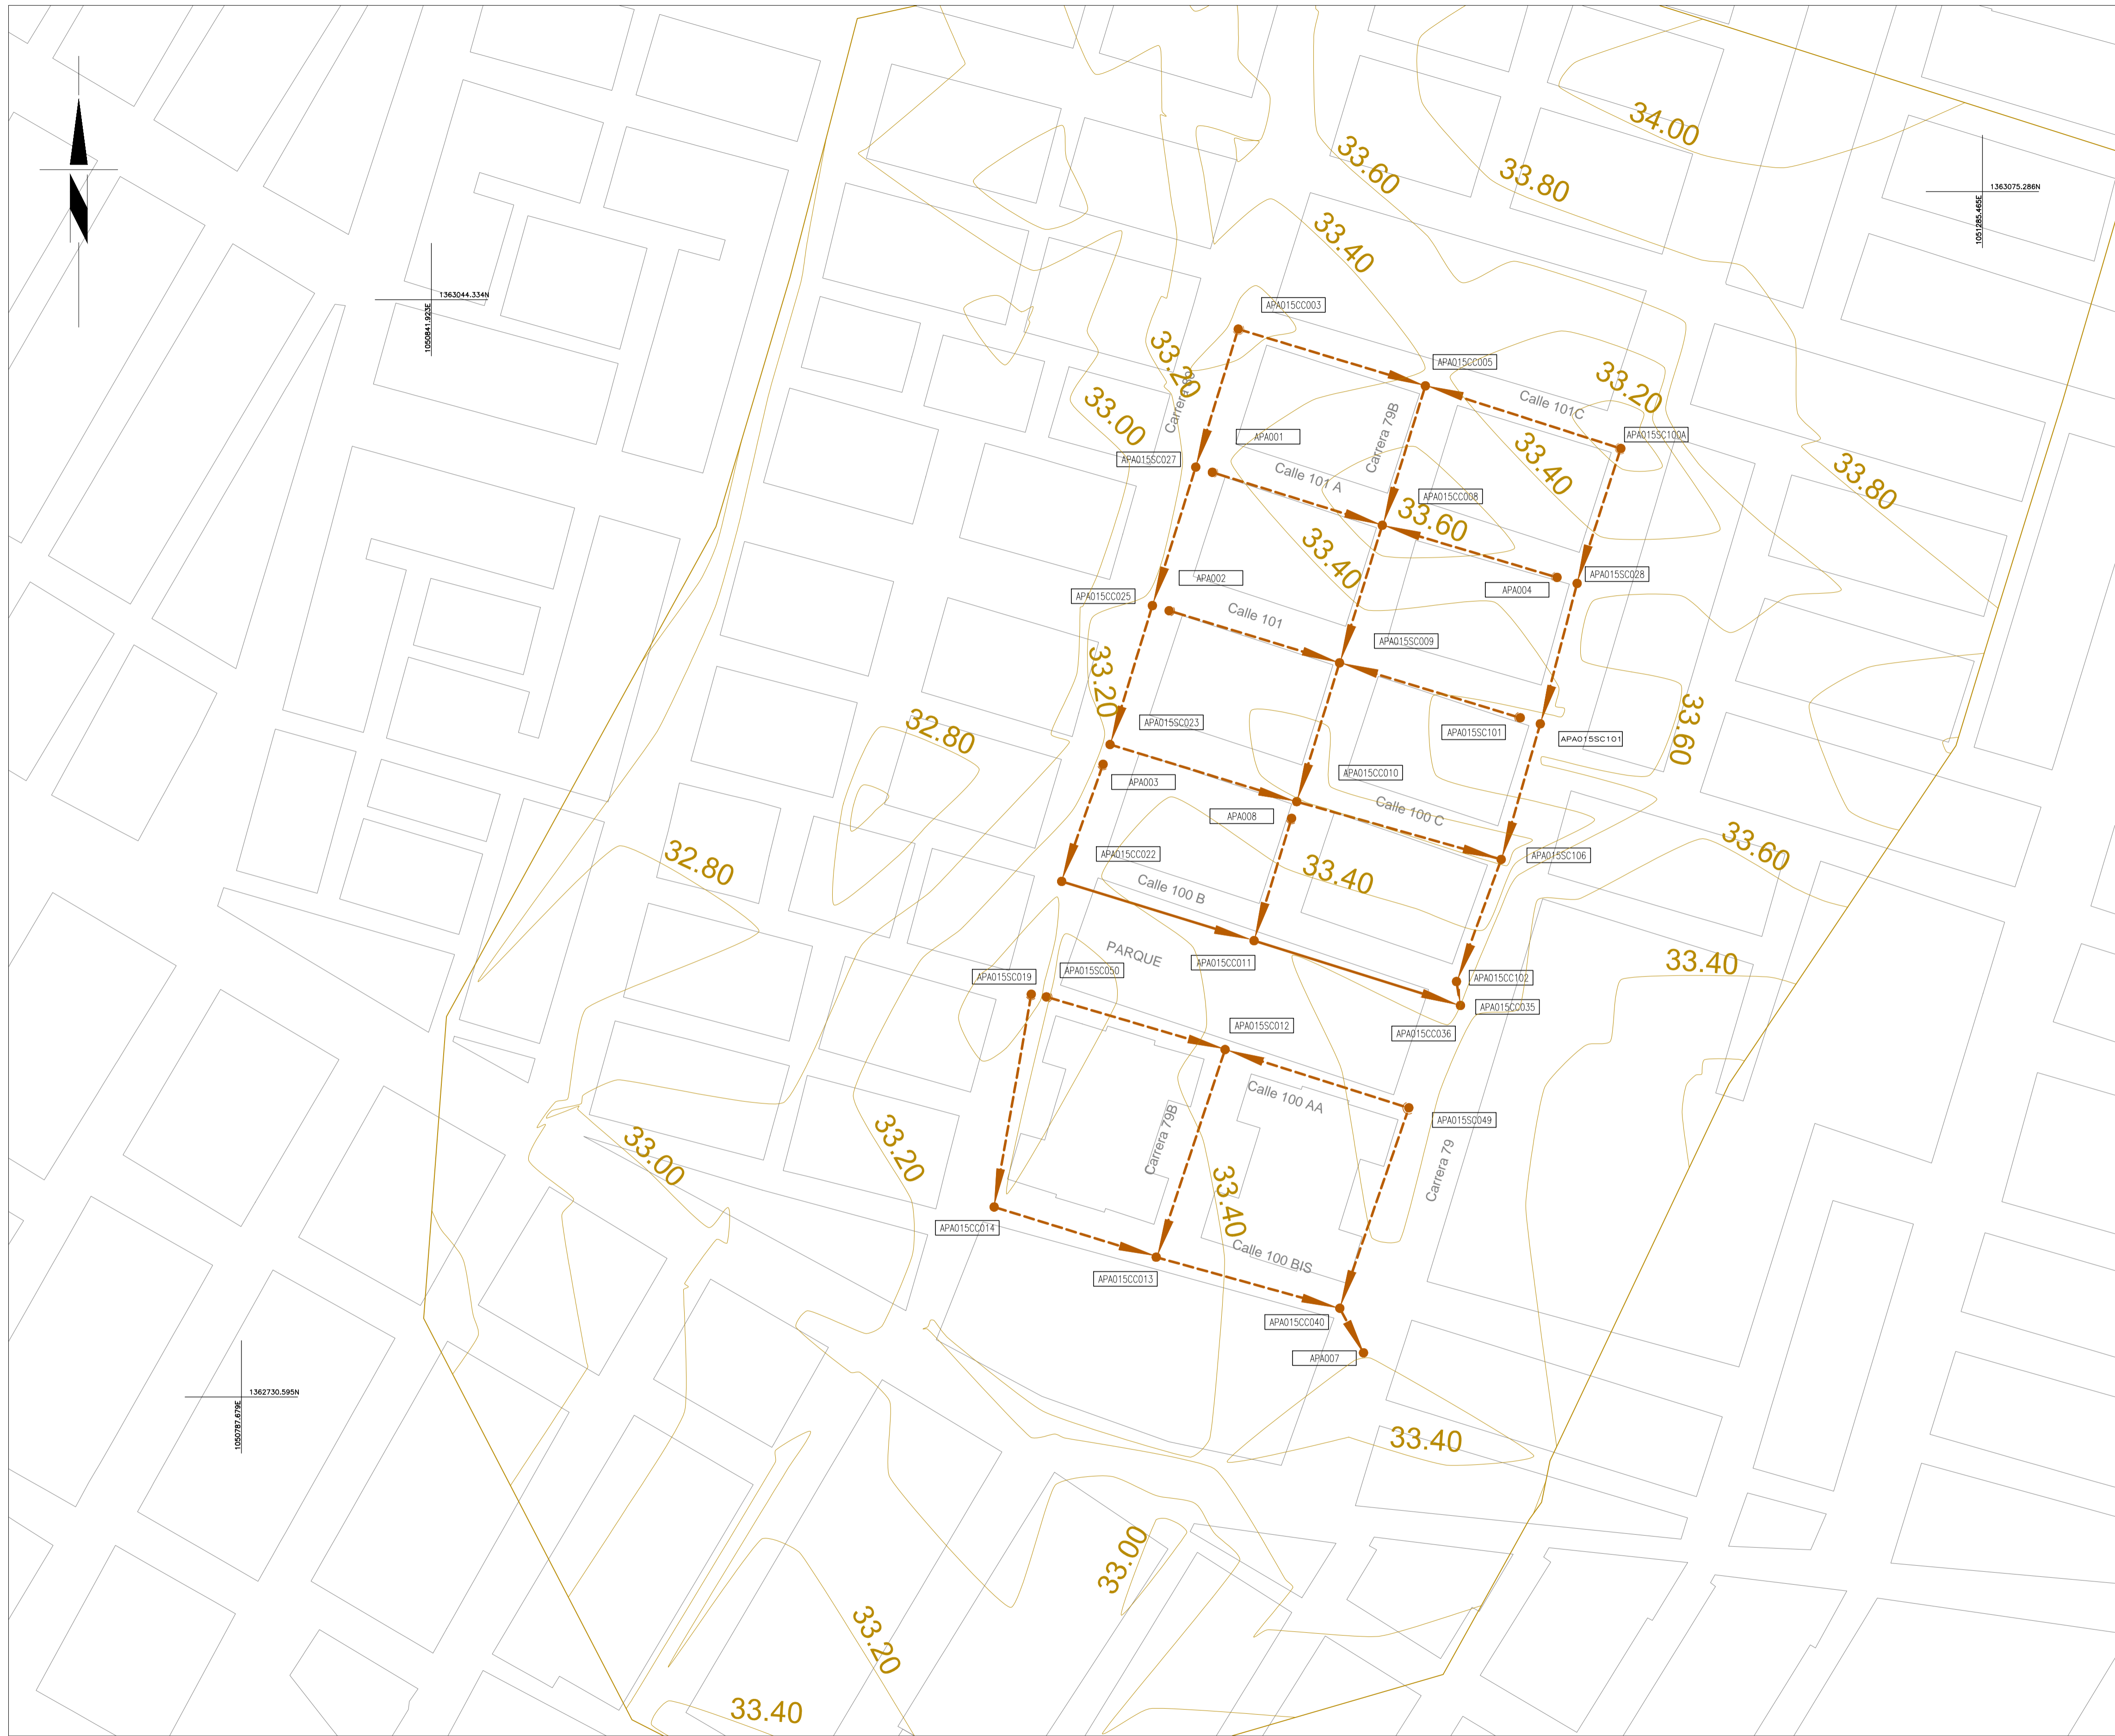 34.00
33.60
33.80
1363075.286N
1051285.465E
33.40
1363044.334N
1050841.923E
APA015CC003
33.20
Carrera 80
APA015CC005
33.20
Calle 101C
33.00
Carrera 79B
APA001
APA015SC100A
APA015SC027
33.40
33.80
Calle 101 A
APA015CC008
33.60
33.40
APA002
APA015SC028
APA004
APA015CC025
Calle 101
APA015SC009
33.20
APA015SC023
32.80
APA015SC101
APA015SC101
33.60
APA003
APA015CC010
APA008
Calle 100 C
32.80
APA015CC022
APA015SC106
33.60
33.40
Calle 100 B
PARQUE
APA015CC011
33.40
APA015SC019
APA015SC050
APA015CC102
APA015CC035
APA015SC012
APA015CC036
Calle 100 AA
APA015SC049
33.00
33.20
Carrera 79B
Carrera 79
33.40
APA015CC014
Calle 100 BIS
APA015CC013
APA015CC040
APA007
1362730.595N
1050787.679E
33.40
33.00
33.20
33.40